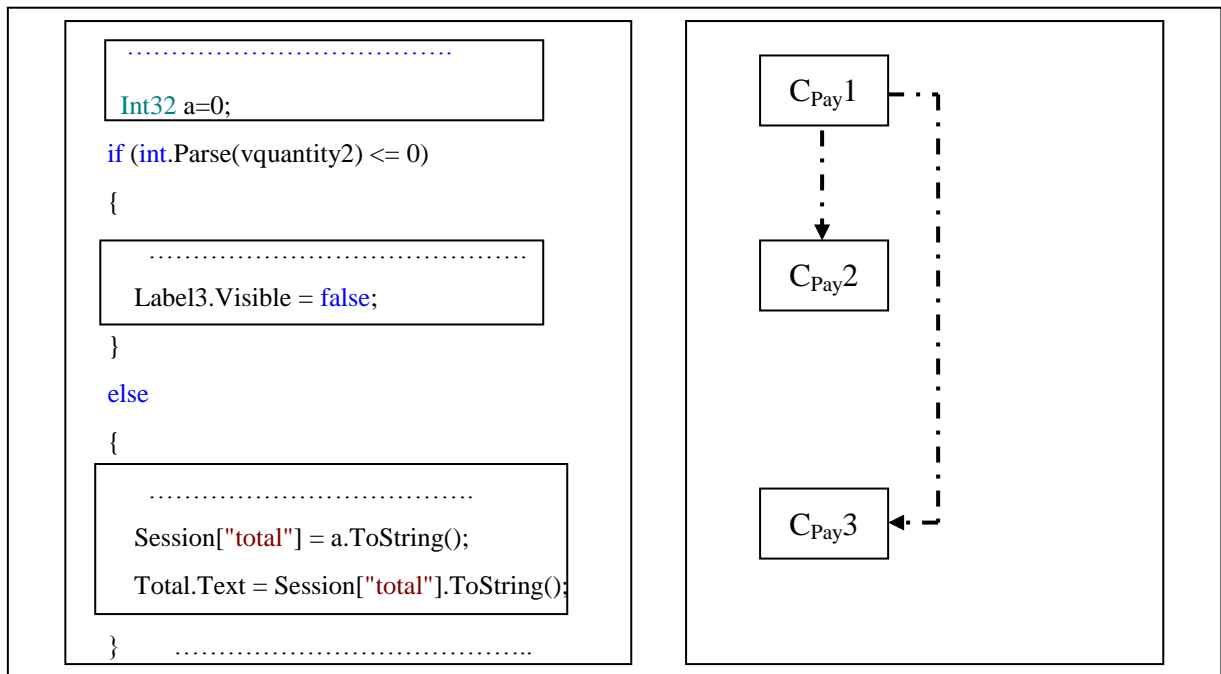 ……………………………….
Int32 a=0;
if (int.Parse(vquantity2) <= 0)
{
…………………………………….
Label3.Visible = false;
}
else
{
……………………………….
Session["total"] = a.ToString();
Total.Text = Session["total"].ToString();
} …………………………………..
CPay1
CPay2
CPay3